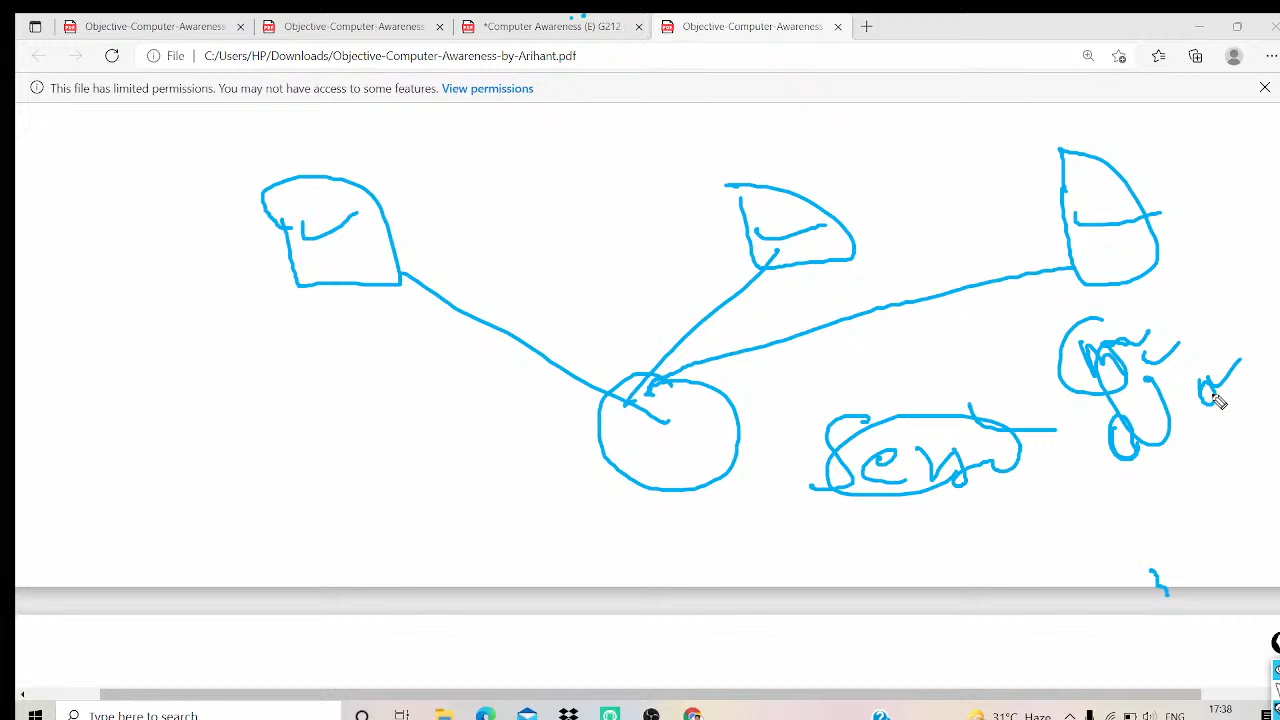 Objective-Computer-Awareness
Objective-Computer-Awareness
*Computer Awareness (E) G212
Objective-Computer-Awareness
File
C:/Users/HP/Downloads/Objective-Computer-Awareness-by-Arihant.pdf
This file has limited permissions. You may not have access to some features. View permissions
Type here to search
31°C Haze
ENG
17:38